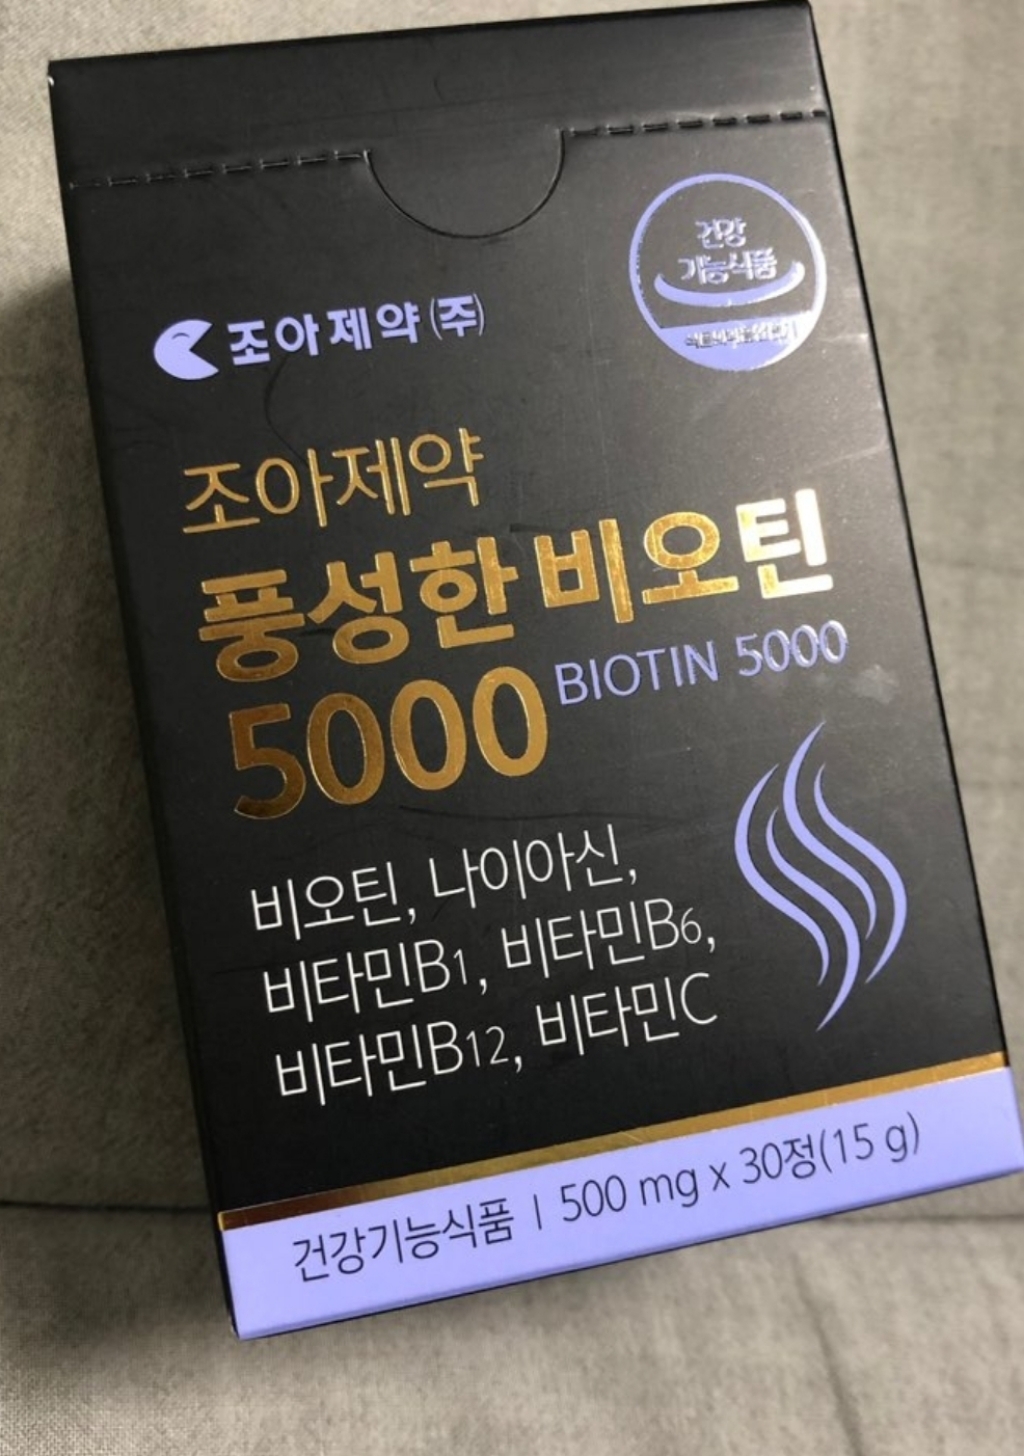 조아제약(주)
건강
기능식품
조아제약
풍성한 비오틴
5000 BIOTIN 5000
비오틴, 나이아신,
비타민B1, 비타민B6,
비타민B12, 비타민C
건강기능식품 | 500 mg x 30정(15 g)